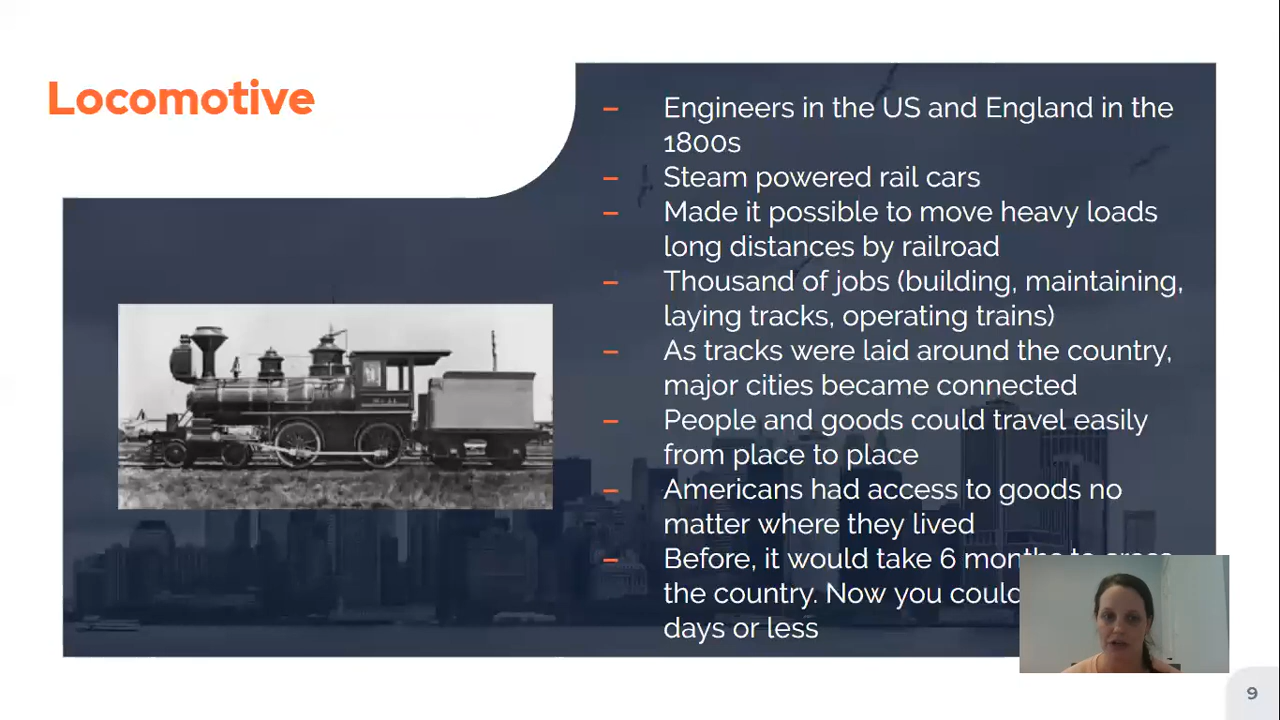 Locomotive
– Engineers in the US and England in the
1800s
– Steam powered rail cars
– Made it possible to move heavy loads
long distances by railroad
– Thousand of jobs (building, maintaining,
laying tracks, operating trains)
– As tracks were laid around the country,
major cities became connected
– People and goods could travel easily
from place to place
– Americans had access to goods no
matter where they lived
– Before, it would take 6 months to cross
the country. Now you could
days or less
9